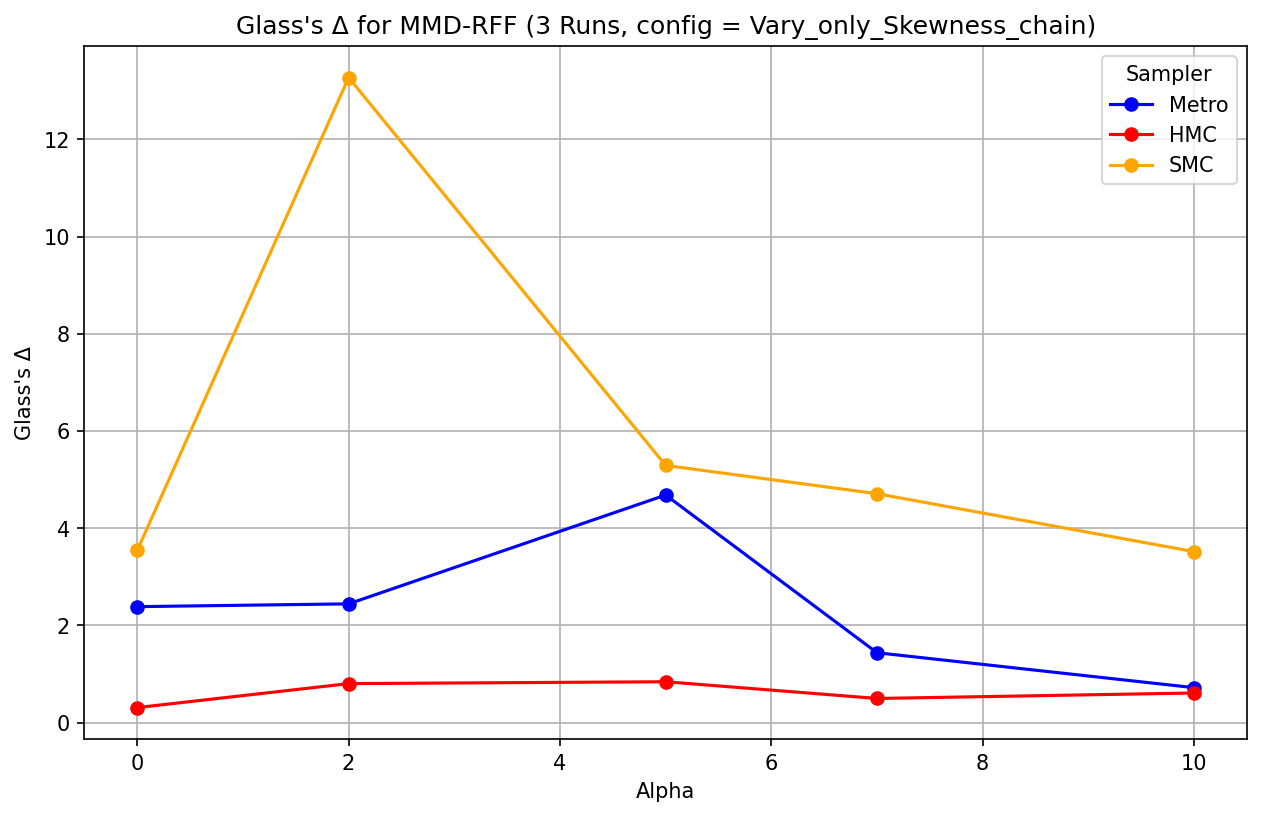 Glass's Δ for MMD-RFF (3 Runs, config = Vary_only_Skewness_chain)
Sampler
Metro
HMC
SMC
12
10
8
6
4
2
0
Glass's Δ
0 2 4 6 8 10
Alpha